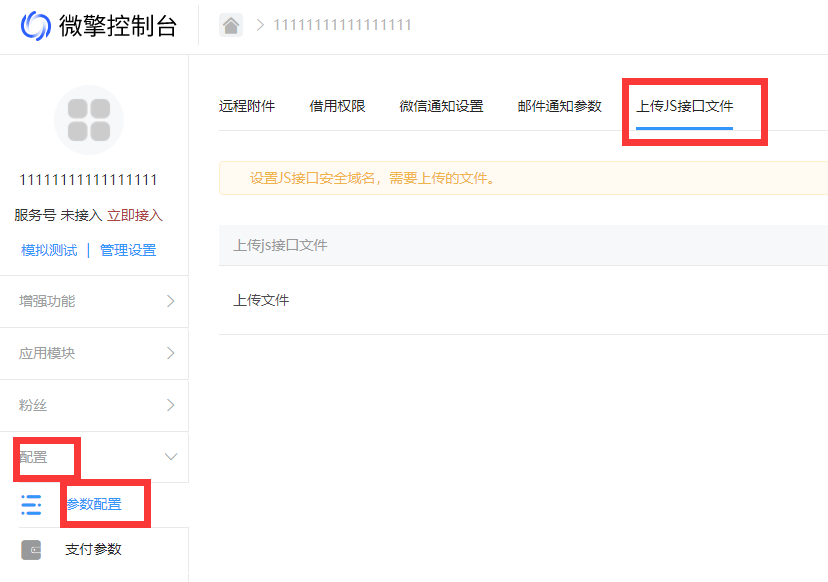 微擎控制台
11111111111111111
远程附件 借用权限 微信通知设置 邮件通知参数 上传JS接口文件
设置JS接口安全域名，需要上传的文件。
上传js接口文件
上传文件
11111111111111111
服务号 未接入 立即接入
模拟测试 | 管理设置
增强功能
应用模块
粉丝
配置
参数配置
支付参数